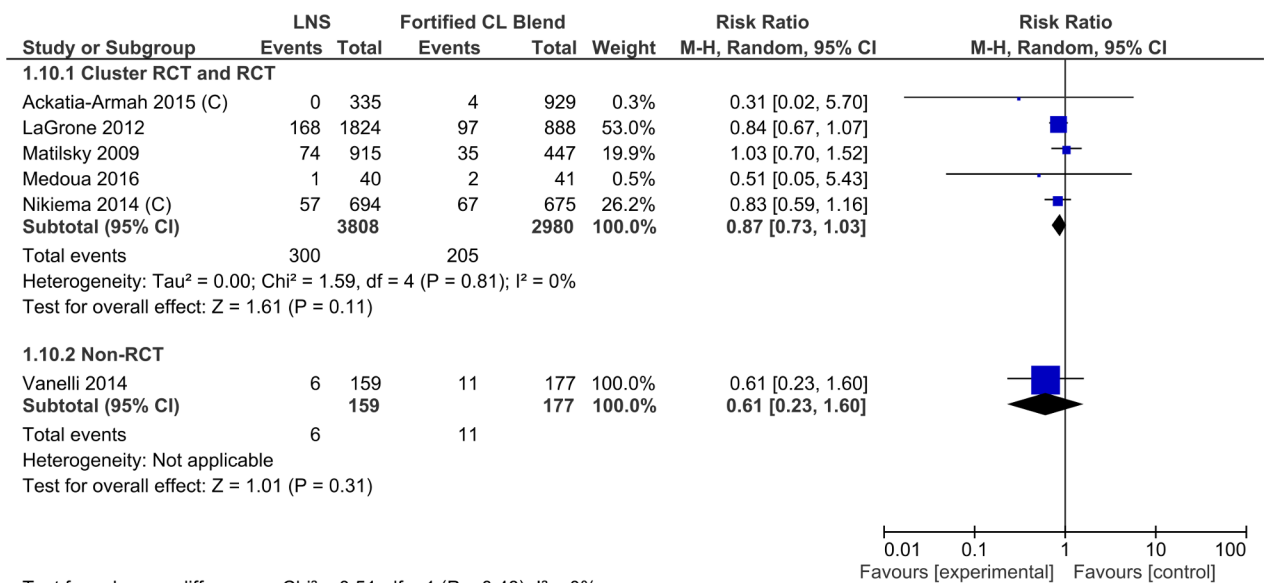 LNS Fortified CL Blend Risk Ratio Risk Ratio
Study or Subgroup Events Total Events Total Weight M-H, Random, 95% CI M-H, Random, 95% CI
1.10.1 Cluster RCT and RCT
Ackatia-Armah 2015 (C) 0 335 4 929 0.3% 0.31 [0.02, 5.70]
LaGrone 2012 168 1824 97 888 53.0% 0.84 [0.67, 1.07]
Matilsky 2009 74 915 35 447 19.9% 1.03 [0.70, 1.52]
Medoua 2016 1 40 2 41 0.5% 0.51 [0.05, 5.43]
Nikiema 2014 (C) 57 694 67 675 26.2% 0.83 [0.59, 1.16]
Subtotal (95% CI) 3808 2980 100.0% 0.87 [0.73, 1.03]
Total events 300 205
Heterogeneity: Tau² = 0.00; Chi² = 1.59, df = 4 (P = 0.81); I² = 0%
Test for overall effect: Z = 1.61 (P = 0.11)
1.10.2 Non-RCT
Vanelli 2014 6 159 11 177 100.0% 0.61 [0.23, 1.60]
Subtotal (95% CI) 159 177 100.0% 0.61 [0.23, 1.60]
Total events 6 11
Heterogeneity: Not applicable
Test for overall effect: Z = 1.01 (P = 0.31)
0.01 0.1 1 10 100
Favours [experimental] Favours [control]